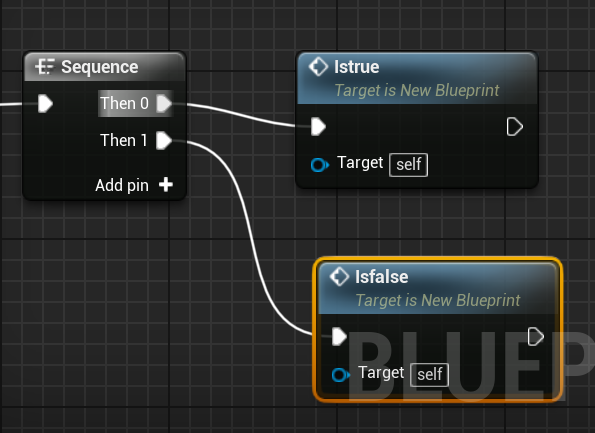 Sequence
Then 0
Then 1
Add pin
Istrue
Target is New Blueprint
Target self
Isfalse
Target is New Blueprint
Target self
BLUEP